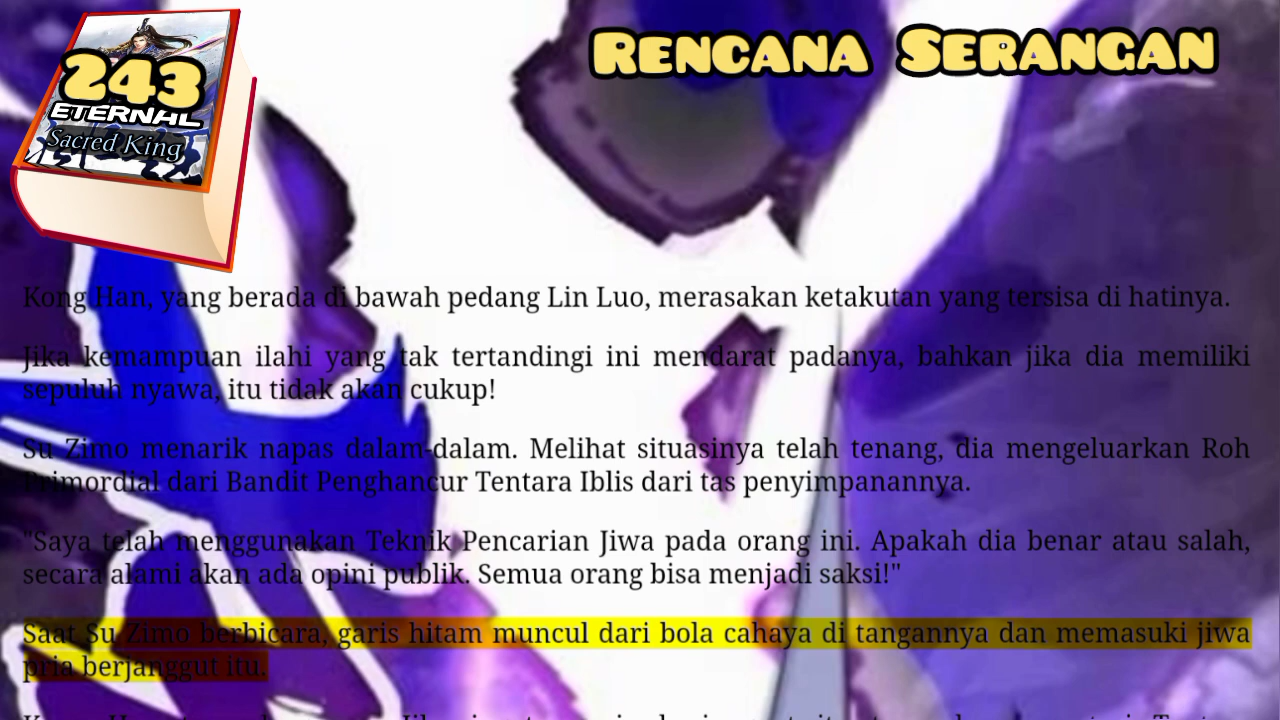 243
ETERNAL
Sacred King
RENCANA SERANGAN
Kong Han, yang berada di bawah pedang Lin Luo, merasakan ketakutan yang tersisa di hatinya.
Jika kemampuan ilahi yang tak tertandingi ini mendarat padanya, bahkan jika dia memiliki
sepuluh nyawa, itu tidak akan cukup!
Su Zimo menarik napas dalam-dalam. Melihat situasinya telah tenang, dia mengeluarkan Roh
Primordial dari Bandit Penghancur Tentara Iblis dari tas penyimpanannya.
"Saya telah menggunakan Teknik Pencarian Jiwa pada orang ini. Apakah dia benar atau salah,
secara alami akan ada opini publik. Semua orang bisa menjadi saksi!"
Saat Su Zimo berbicara, garis hitam muncul dari bola cahaya di tangannya dan memasuki jiwa
pria berjanggut itu.